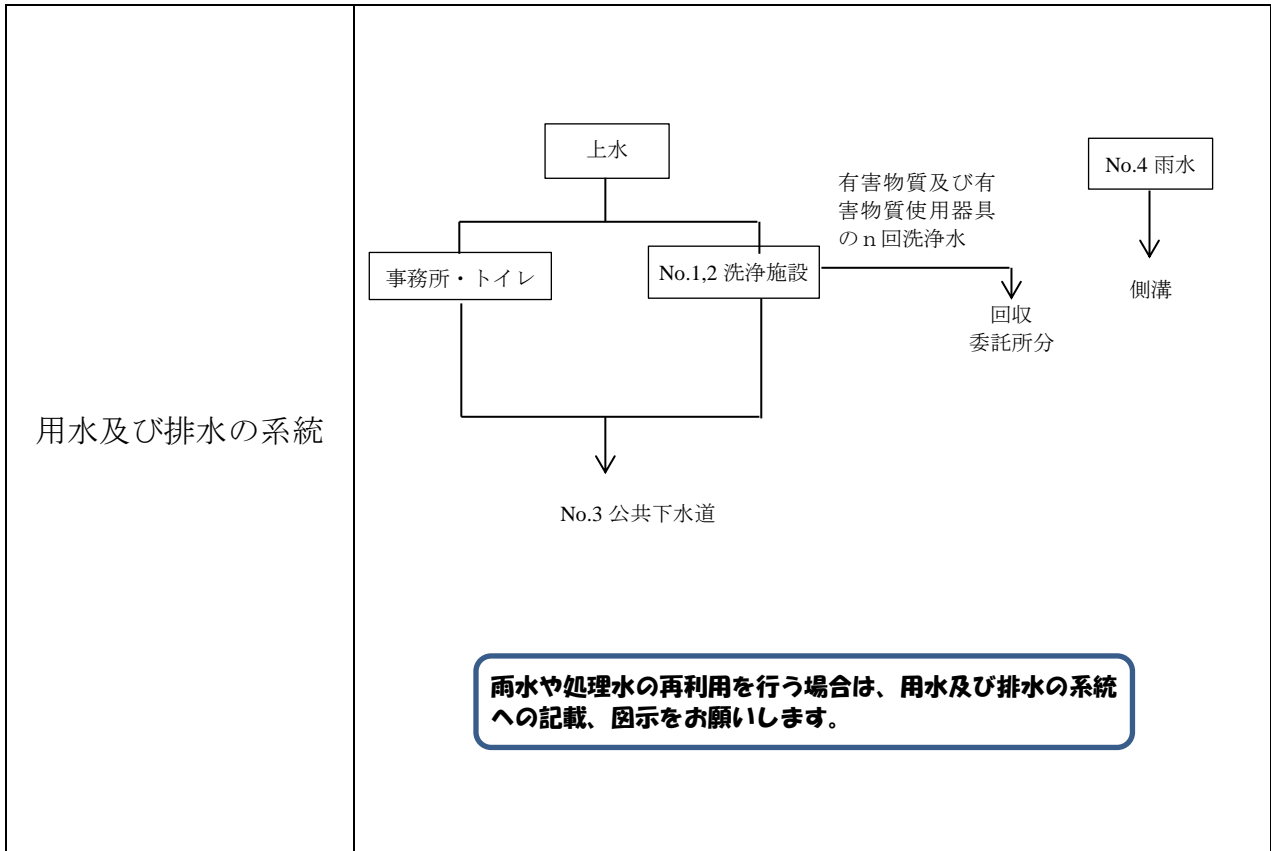 用水及び排水の系統
上水
事務所・トイレ
No.1,2 洗浄施設
有害物質及び有
害物質使用器具
のｎ回洗浄水
回収
委託所分
No.4 雨水
側溝
No.3 公共下水道
雨水や処理水の再利用を行う場合は、用水及び排水の系統
への記載、図示をお願いします。